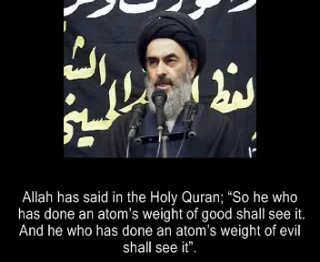 الحسيني
Allah has said in the Holy Quran; “So he who
has done an atom’s weight of good shall see it.
And he who has done an atom’s weight of evil
shall see it”.